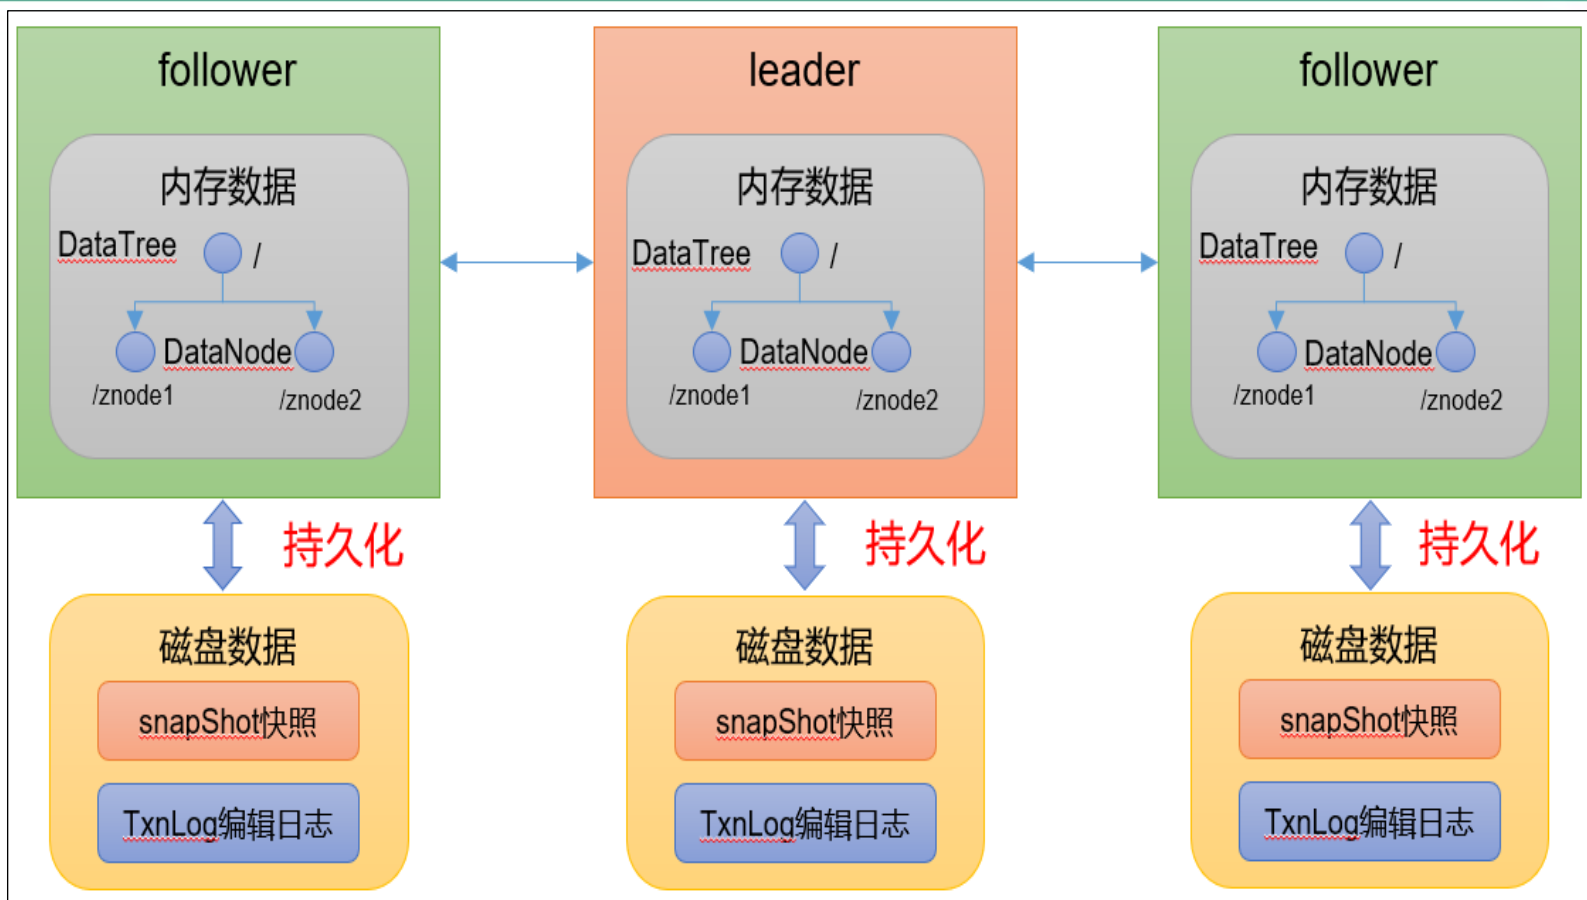 follower
内存数据
DataTree
/
DataNode
/znode1
/znode2
持久化
磁盘数据
snapShot快照
TxnLog编辑日志
leader
内存数据
DataTree
/
DataNode
/znode1
/znode2
持久化
磁盘数据
snapShot快照
TxnLog编辑日志
follower
内存数据
DataTree
/
DataNode
/znode1
/znode2
持久化
磁盘数据
snapShot快照
TxnLog编辑日志